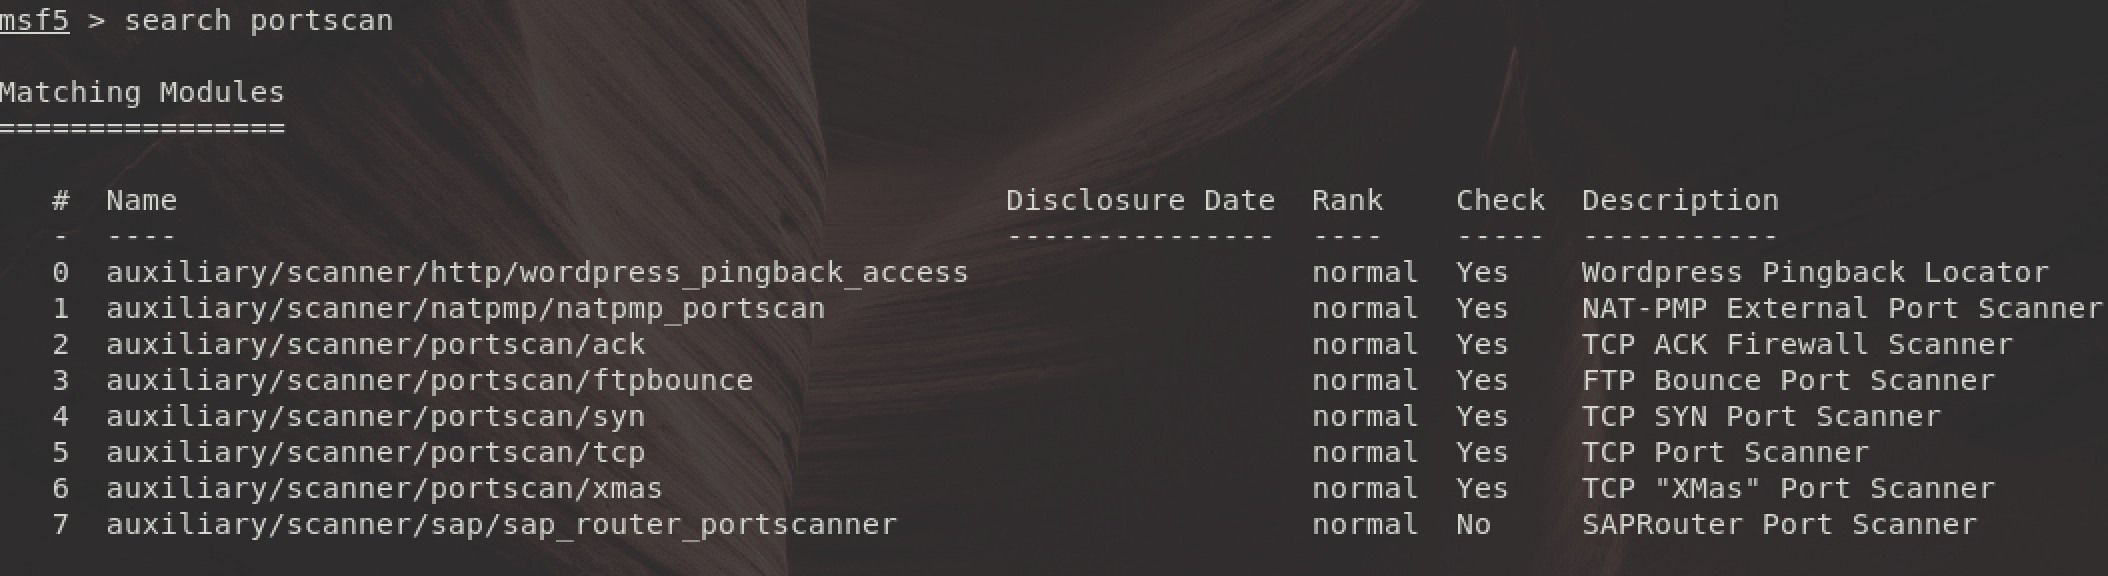 msf5 > search portscan
Matching Modules
================
# Name Disclosure Date Rank Check Description
- ---- --------------- ---- ----- -----------
0 auxiliary/scanner/http/wordpress_pingback_access normal Yes Wordpress Pingback Locator
1 auxiliary/scanner/natpmp/natpmp_portscan normal Yes NAT-PMP External Port Scanner
2 auxiliary/scanner/portscan/ack normal Yes TCP ACK Firewall Scanner
3 auxiliary/scanner/portscan/ftpbounce normal Yes FTP Bounce Port Scanner
4 auxiliary/scanner/portscan/syn normal Yes TCP SYN Port Scanner
5 auxiliary/scanner/portscan/tcp normal Yes TCP Port Scanner
6 auxiliary/scanner/portscan/xmas normal Yes TCP "XMas" Port Scanner
7 auxiliary/scanner/sap/sap_router_portscanner normal No SAPRouter Port Scanner